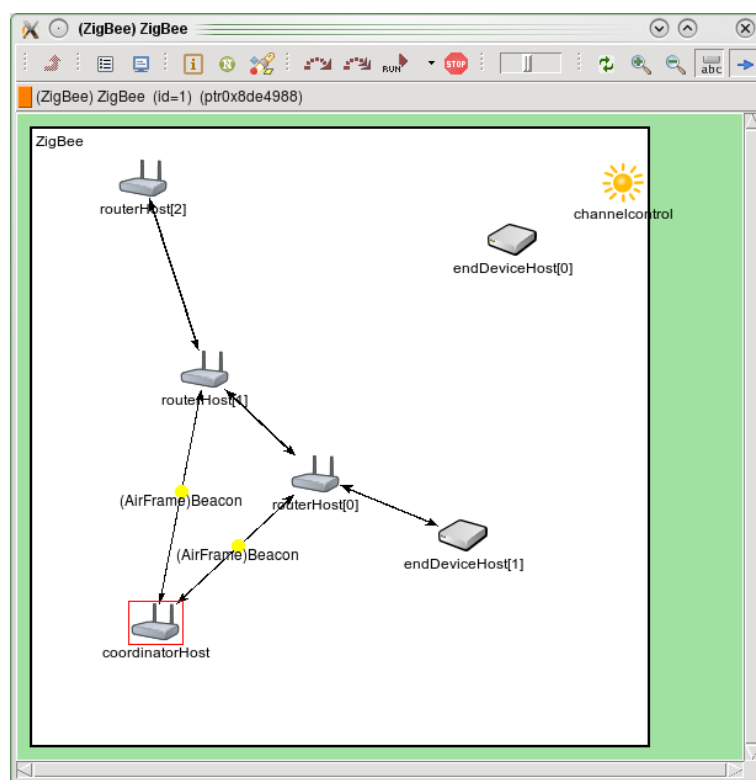 (ZigBee) ZigBee
RUN
STOP
abc
(ZigBee) ZigBee (id=1) (ptr0x8de4988)
ZigBee
routerHost[2]
channelcontrol
endDeviceHost[0]
routerHost[1]
(AirFrame)Beacon
routerHost[0]
(AirFrame)Beacon
endDeviceHost[1]
coordinatorHost